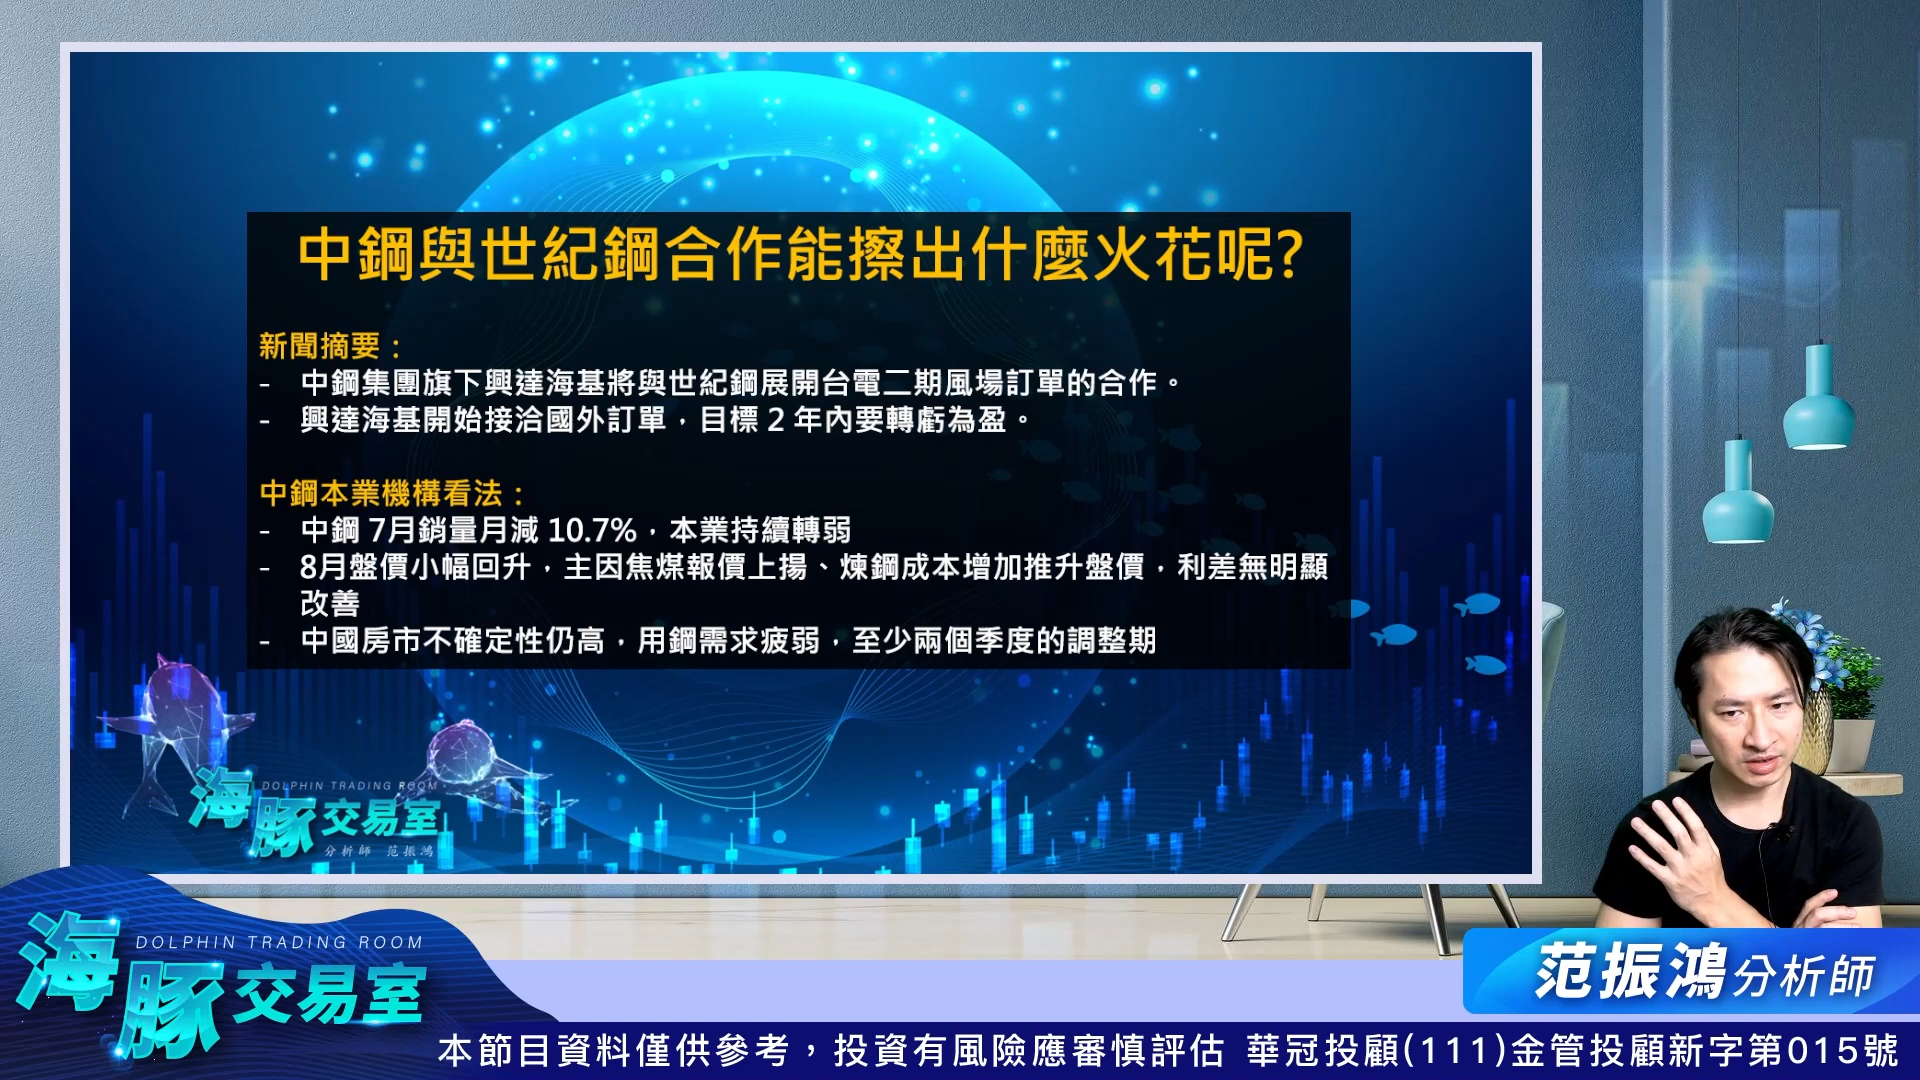 中鋼與世紀鋼合作能擦出什麼火花呢?
新聞摘要：
- 中鋼集團旗下興達海基將與世紀鋼展開台電二期風場訂單的合作。
- 興達海基開始接洽國外訂單，目標 2 年內要轉虧為盈。
中鋼本業機構看法：
- 中鋼 7月銷量月減 10.7%，本業持續轉弱
- 8月盤價小幅回升，主因焦煤報價上揚、煉鋼成本增加推升盤價，利差無明顯
改善
- 中國房市不確定性仍高，用鋼需求疲弱，至少兩個季度的調整期
DOLPHIN TRADING ROOM
海豚交易室
分析師 范振鴻
DOLPHIN TRADING ROOM
海豚交易室
范振鴻分析師
本節目資料僅供參考，投資有風險應審慎評估 華冠投顧(111)金管投顧新字第015號